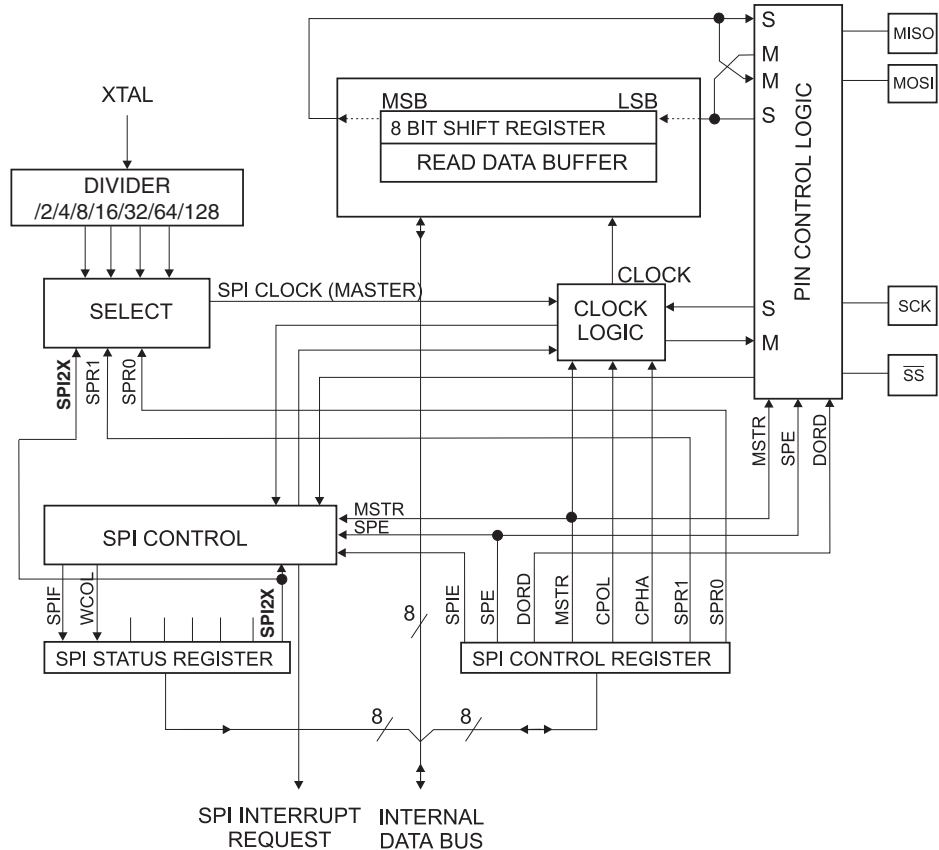 S
MISO
M
M
MOSI
S
PIN CONTROL LOGIC
XTAL
MSB
LSB
8 BIT SHIFT REGISTER
READ DATA BUFFER
DIVIDER
/2/4/8/16/32/64/128
SPI CLOCK (MASTER)
CLOCK
SELECT
CLOCK
LOGIC
S
M
SCK
SS
SPI2X
SPR1
SPR0
MSTR
SPE
DORD
MSTR
SPE
SPI CONTROL
SPIF
WCOL
SPI2X
8
SPIE
SPE
DORD
MSTR
CPOL
CPHA
SPR1
SPR0
SPI STATUS REGISTER
SPI CONTROL REGISTER
8
8
SPI INTERRUPT
REQUEST
INTERNAL
DATA BUS